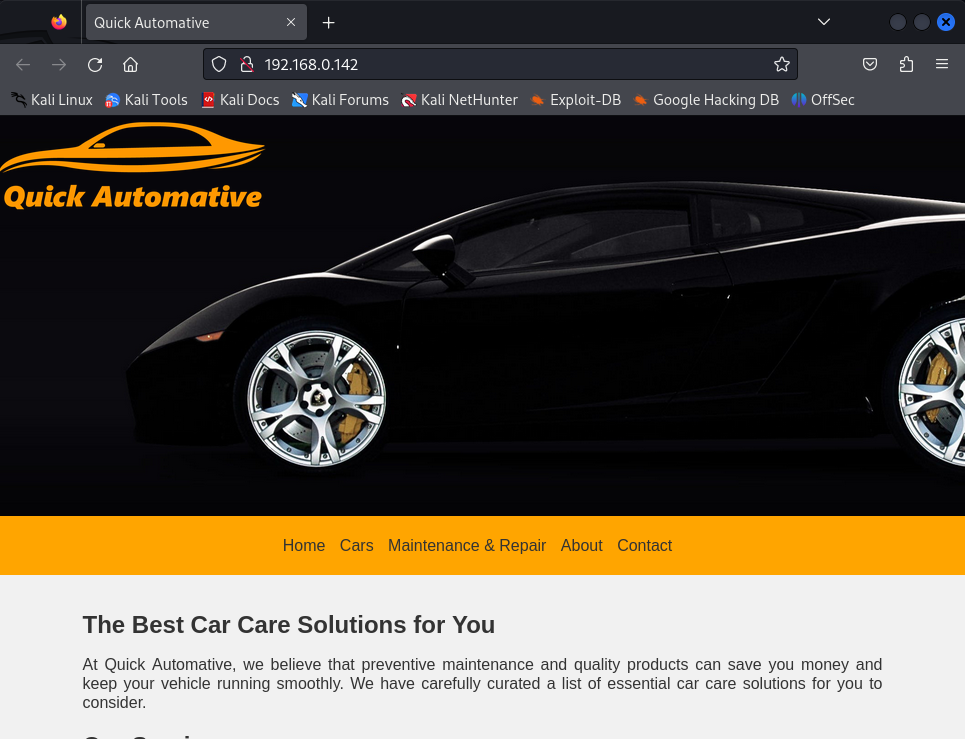 Quick Automative
192.168.0.142
Kali Linux Kali Tools Kali Docs Kali Forums Kali NetHunter Exploit-DB Google Hacking DB OffSec
Quick Automative
Home Cars Maintenance & Repair About Contact
The Best Car Care Solutions for You
At Quick Automative, we believe that preventive maintenance and quality products can save you money and
keep your vehicle running smoothly. We have carefully curated a list of essential car care solutions for you to
consider.